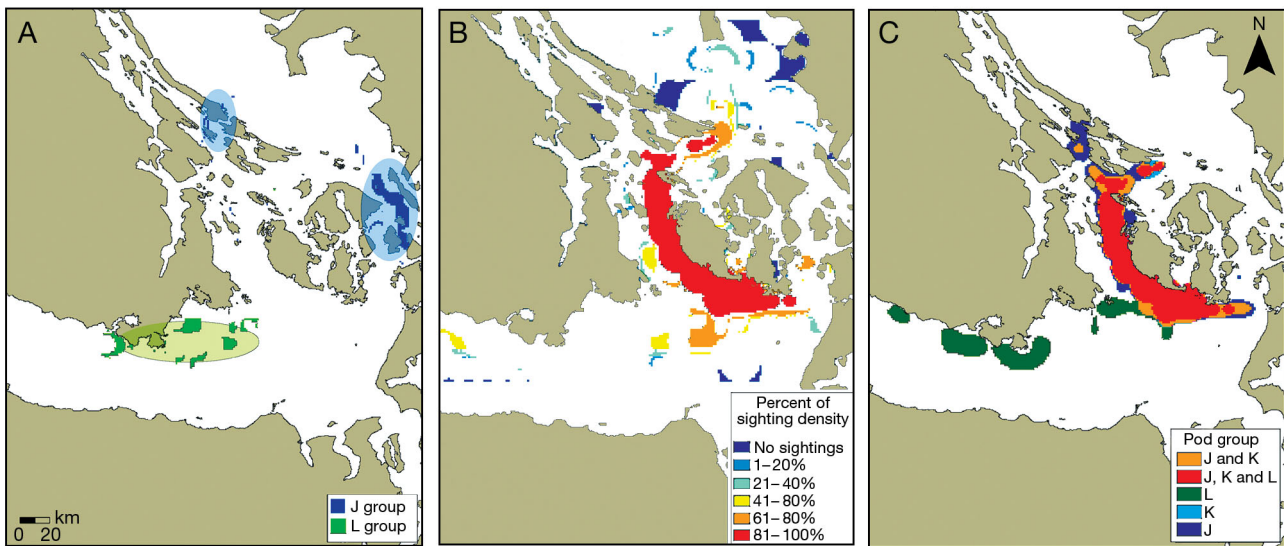 A
J group
L group
km
0 20
B
Percent of
sighting density
No sightings
1–20%
21–40%
41–80%
61–80%
81–100%
C
N
Pod group
J and K
J, K and L
L
K
J